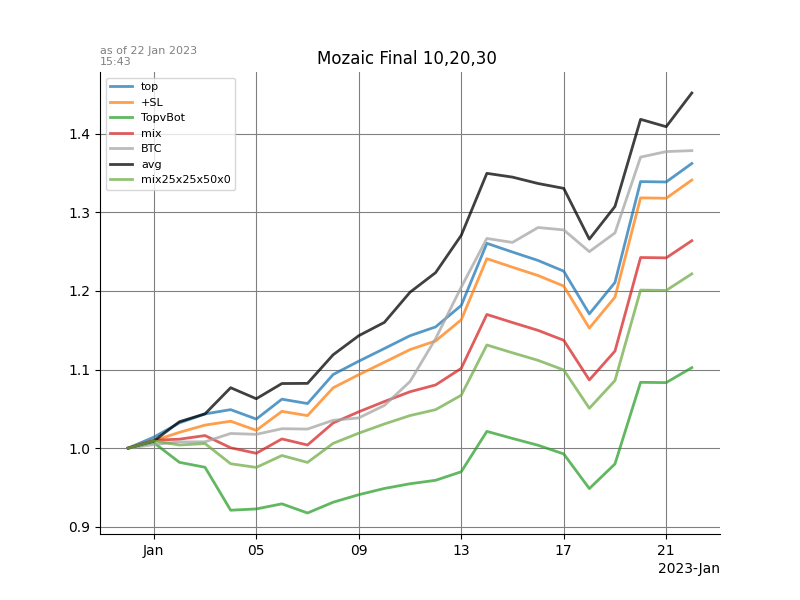 as of 22 Jan 2023
15:43
Mozaic Final 10,20,30
top
+SL
TopvBot
mix
BTC
avg
mix25x25x50x0
1.4
1.3
1.2
1.1
1.0
0.9
Jan
05
09
13
17
21
2023-Jan